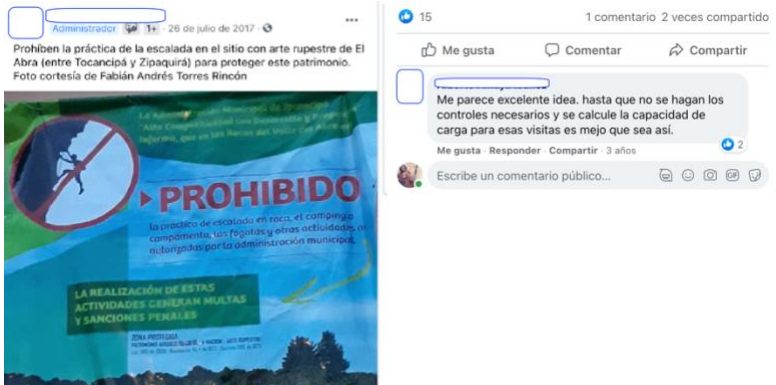 Administrador 1+ · 26 de julio de 2017 ·
Prohíben la práctica de la escalada en el sitio con arte rupestre de El
Abra (entre Tocancipá y Zipaquirá) para proteger este patrimonio.
Foto cortesía de Fabián Andrés Torres Rincón
PROHIBIDO
la práctica de escalada en roca, el camping o
campamento, las fogatas y otras actividades no
autorizadas por la administración municipal,
LA REALIZACIÓN DE ESTAS
ACTIVIDADES GENERAN MULTAS
Y SANCIONES PENALES
ZONA PROTEGIDA
15
1 comentario 2 veces compartido
Me gusta Comentar Compartir
Me parece excelente idea. hasta que no se hagan los
controles necesarios y se calcule la capacidad de
carga para esas visitas es mejo que sea así.
Me gusta · Responder · Compartir · 3 años
2
Escribe un comentario público...
GIF